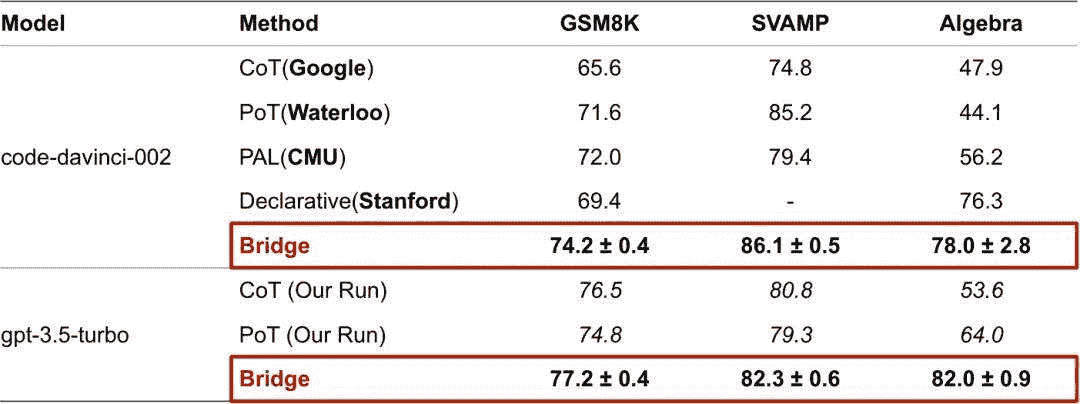 Model Method GSM8K SVAMP Algebra
CoT(Google) 65.6 74.8 47.9
PoT(Waterloo) 71.6 85.2 44.1
code-davinci-002 PAL(CMU) 72.0 79.4 56.2
Declarative(Stanford) 69.4 - 76.3
Bridge 74.2 ± 0.4 86.1 ± 0.5 78.0 ± 2.8
CoT (Our Run) 76.5 80.8 53.6
gpt-3.5-turbo PoT (Our Run) 74.8 79.3 64.0
Bridge 77.2 ± 0.4 82.3 ± 0.6 82.0 ± 0.9